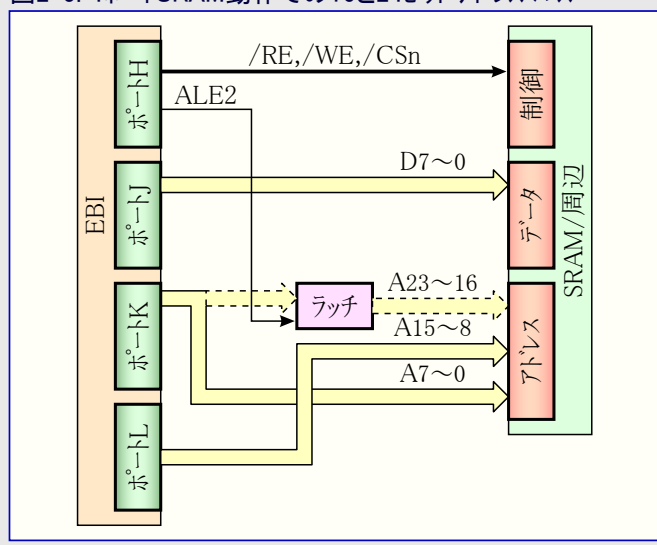 EBI
ポートH
ポートJ
ポートK
ポートL
/RE,/WE,/CSn
ALE2
D7～0
ラッチ
A23～16
A15～8
A7～0
制御
データ
アドレス
SRAM/周辺